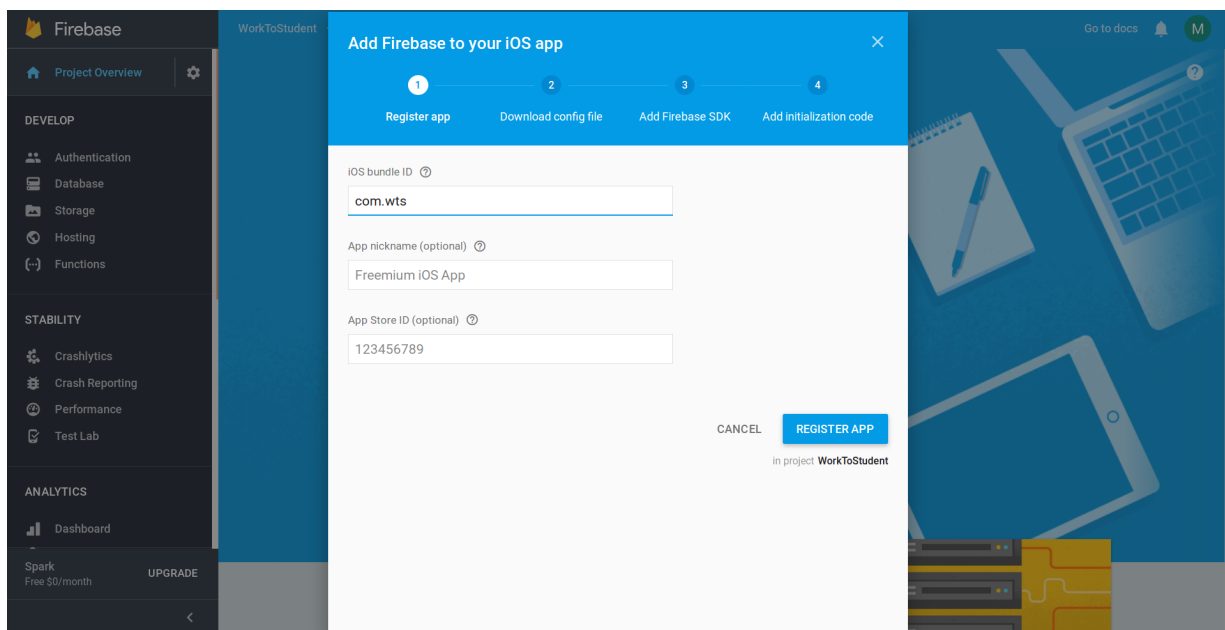 Firebase
Project Overview
DEVELOP
Authentication
Database
Storage
Hosting
Functions
STABILITY
Crashlytics
Crash Reporting
Performance
Test Lab
ANALYTICS
Dashboard
Spark
Free $0/month
UPGRADE
WorkToStudent
Go to docs
M
Add Firebase to your iOS app
1
2
3
4
Register app
Download config file
Add Firebase SDK
Add initialization code
iOS bundle ID
com.wts
App nickname (optional)
Freemium iOS App
App Store ID (optional)
123456789
CANCEL
REGISTER APP
in project WorkToStudent